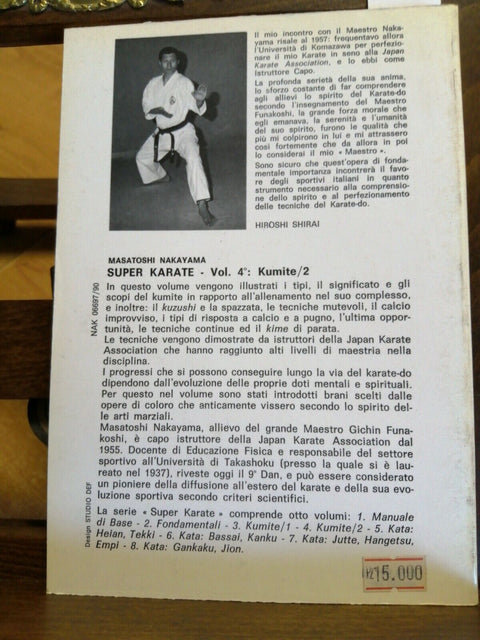 Il mio incontro con il Maestro Naka-
yama risale al 1957: frequentavo allora
l'Università di Komazawa per perfezio-
nare il mio Karate in seno alla Japan
Karate Association, e lo ebbi come
Istruttore Capo.
La profonda serietà della sua anima,
lo sforzo costante di far comprendere
agli allievi lo spirito del Karate-do
secondo l'insegnamento del Maestro
Funakoshi, la grande forza morale che
egli emanava, la serenità e l'umanità
del suo spirito, furono le qualità che
più mi colpirono in lui e mi attrassero
così fortemente che da allora in poi
lo considerai il mio « Maestro ».
Sono sicuro che quest'opera di fonda-
mentale importanza incontrerà il favo-
re degli sportivi italiani in quanto
strumento necessario alla comprensio-
ne dello spirito e al perfezionamento
delle tecniche del Karate-do.
HIROSHI SHIRAI
MASATOSHI NAKAYAMA
SUPER KARATE - Vol. 4°: Kumite/2
In questo volume vengono illustrati i tipi, il significato e gli
scopi del kumite in rapporto all'allenamento nel suo complesso,
e inoltre: il kuzushi e la spazzata, le tecniche mutevoli, il calcio
improvviso, i tipi di risposta a calcio e a pugno, l'ultima oppor-
tunità, le tecniche continue ed il kime di parata.
Le tecniche vengono dimostrate da istruttori della Japan Karate
Association che hanno raggiunto alti livelli di maestria nella
disciplina.
I progressi che si possono conseguire lungo la via del karate-do
dipendono dall'evoluzione delle proprie doti mentali e spirituali.
Per questo nel volume sono stati introdotti brani scelti dalle
opere di coloro che anticamente vissero secondo lo spirito del-
le arti marziali.
Masatoshi Nakayama, allievo del grande Maestro Gichin Funa-
koshi, è capo istruttore della Japan Karate Association dal
1955. Docente di Educazione Fisica e responsabile del settore
sportivo all'Università di Takashoku (presso la quale si è lau-
reato nel 1937), riveste oggi il 9° Dan, e può essere considerato
un pioniere della diffusione all'estero del karate e della sua evo-
luzione sportiva secondo criteri scientifici.
La serie « Super Karate » comprende otto volumi: 1. Manuale
di Base - 2. Fondamentali - 3. Kumite/1 - 4. Kumite/2 - 5. Kata:
Heian, Tekki - 6. Kata: Bassai, Kanku - 7. Kata: Jutte, Hangetsu,
Empi - 8. Kata: Gankaku, Jion.
NAK 06697/90
Design STUDIO DEF
15.000